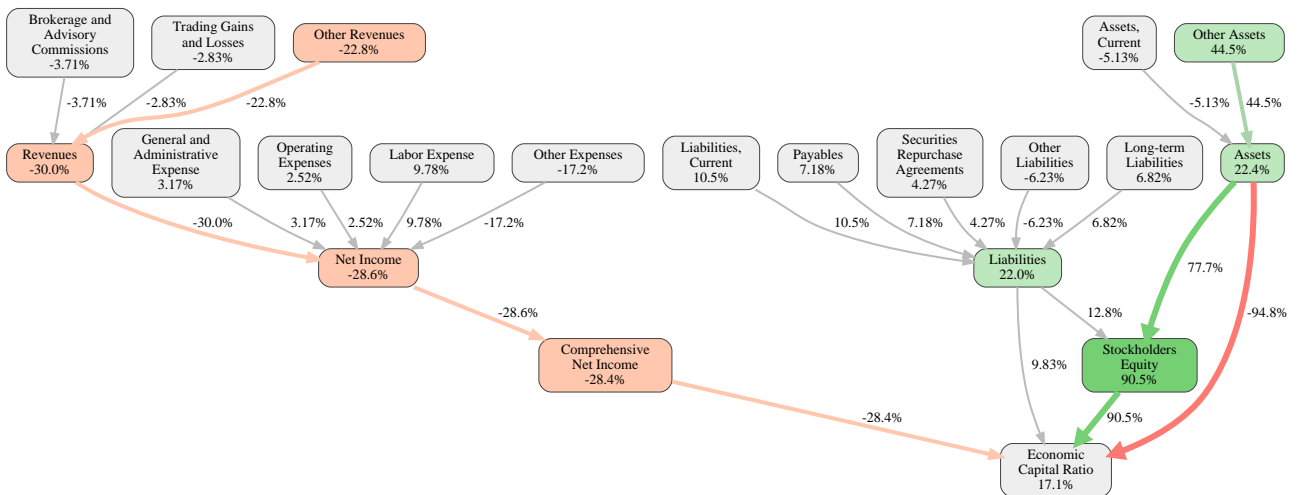 Brokerage and
Advisory
Commissions
-3.71%
Trading Gains
and Losses
-2.83%
Other Revenues
-22.8%
Assets,
Current
-5.13%
Other Assets
44.5%
-3.71%
-2.83%
-22.8%
-5.13%
44.5%
Revenues
-30.0%
General and
Administrative
Expense
3.17%
Operating
Expenses
2.52%
Labor Expense
9.78%
Other Expenses
-17.2%
Liabilities,
Current
10.5%
Payables
7.18%
Securities
Repurchase
Agreements
4.27%
Other
Liabilities
-6.23%
Long-term
Liabilities
6.82%
Assets
22.4%
-30.0%
3.17%
2.52%
9.78%
-17.2%
10.5%
7.18%
4.27%
-6.23%
6.82%
Net Income
-28.6%
Liabilities
22.0%
77.7%
-28.6%
12.8%
-94.8%
Comprehensive
Net Income
-28.4%
9.83%
Stockholders
Equity
90.5%
-28.4%
90.5%
Economic
Capital Ratio
17.1%